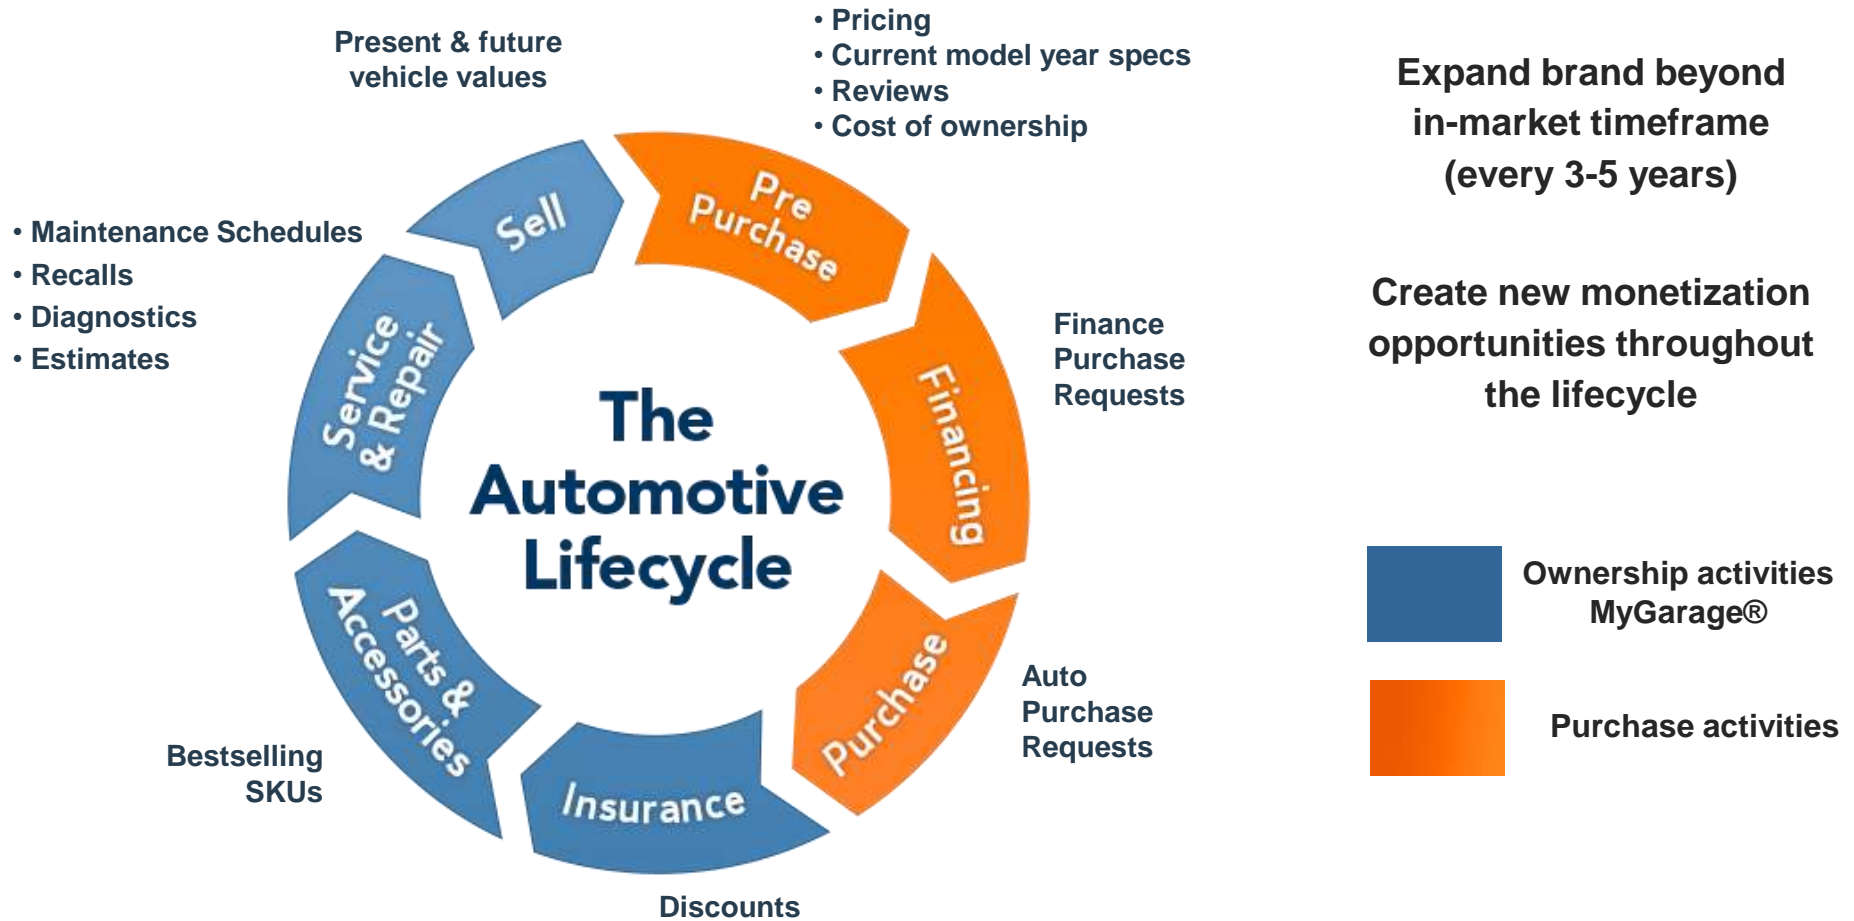 Present & future
vehicle values
• Pricing
• Current model year specs
• Reviews
• Cost of ownership
Expand brand beyond
in-market timeframe
(every 3-5 years)
• Maintenance Schedules
• Recalls
• Diagnostics
• Estimates
Sell
Pre
Purchase
Service
& Repair
Financing
Finance
Purchase
Requests
Create new monetization
opportunities throughout
the lifecycle
The
Automotive
Lifecycle
Ownership activities
MyGarage®
Parts &
Accessories
Purchase
Auto
Purchase
Requests
Purchase activities
Bestselling
SKUs
Insurance
Discounts